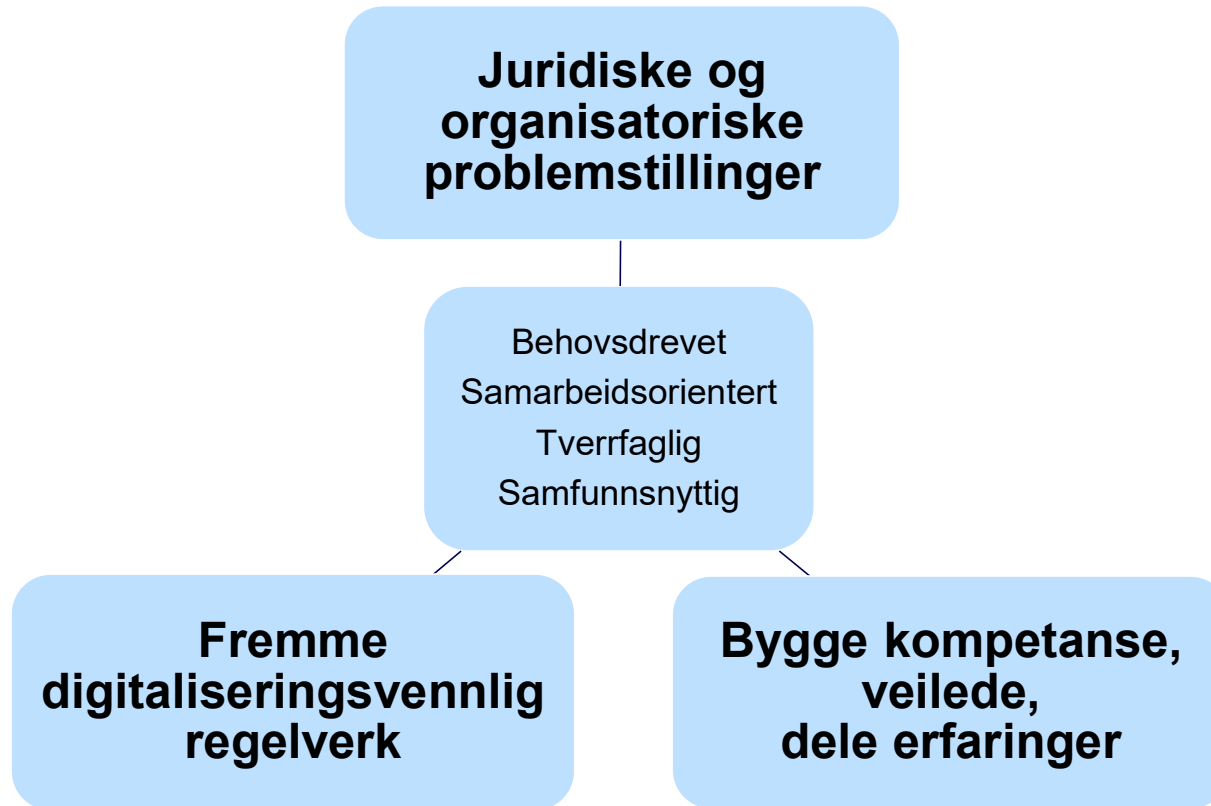 Juridiske og
organisatoriske
problemstillinger
Behovsdrevet
Samarbeidsorientert
Tverrfaglig
Samfunnsnyttig
Fremme
digitaliseringsvennlig
regelverk
Bygge kompetanse,
veilede,
dele erfaringer